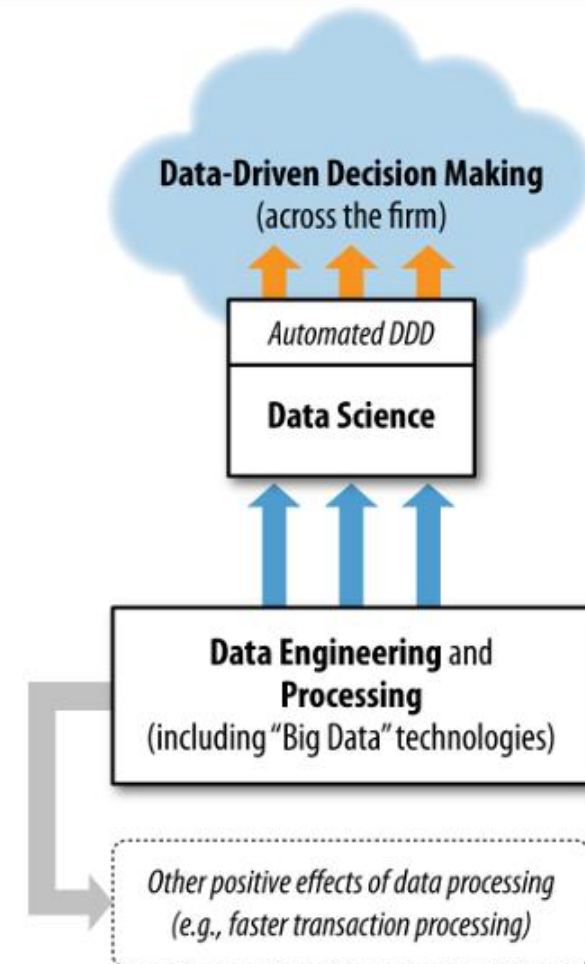 Data-Driven Decision Making
(across the firm)
Automated DDD
Data Science
Data Engineering and
Processing
(including “Big Data” technologies)
Other positive effects of data processing
(e.g., faster transaction processing)